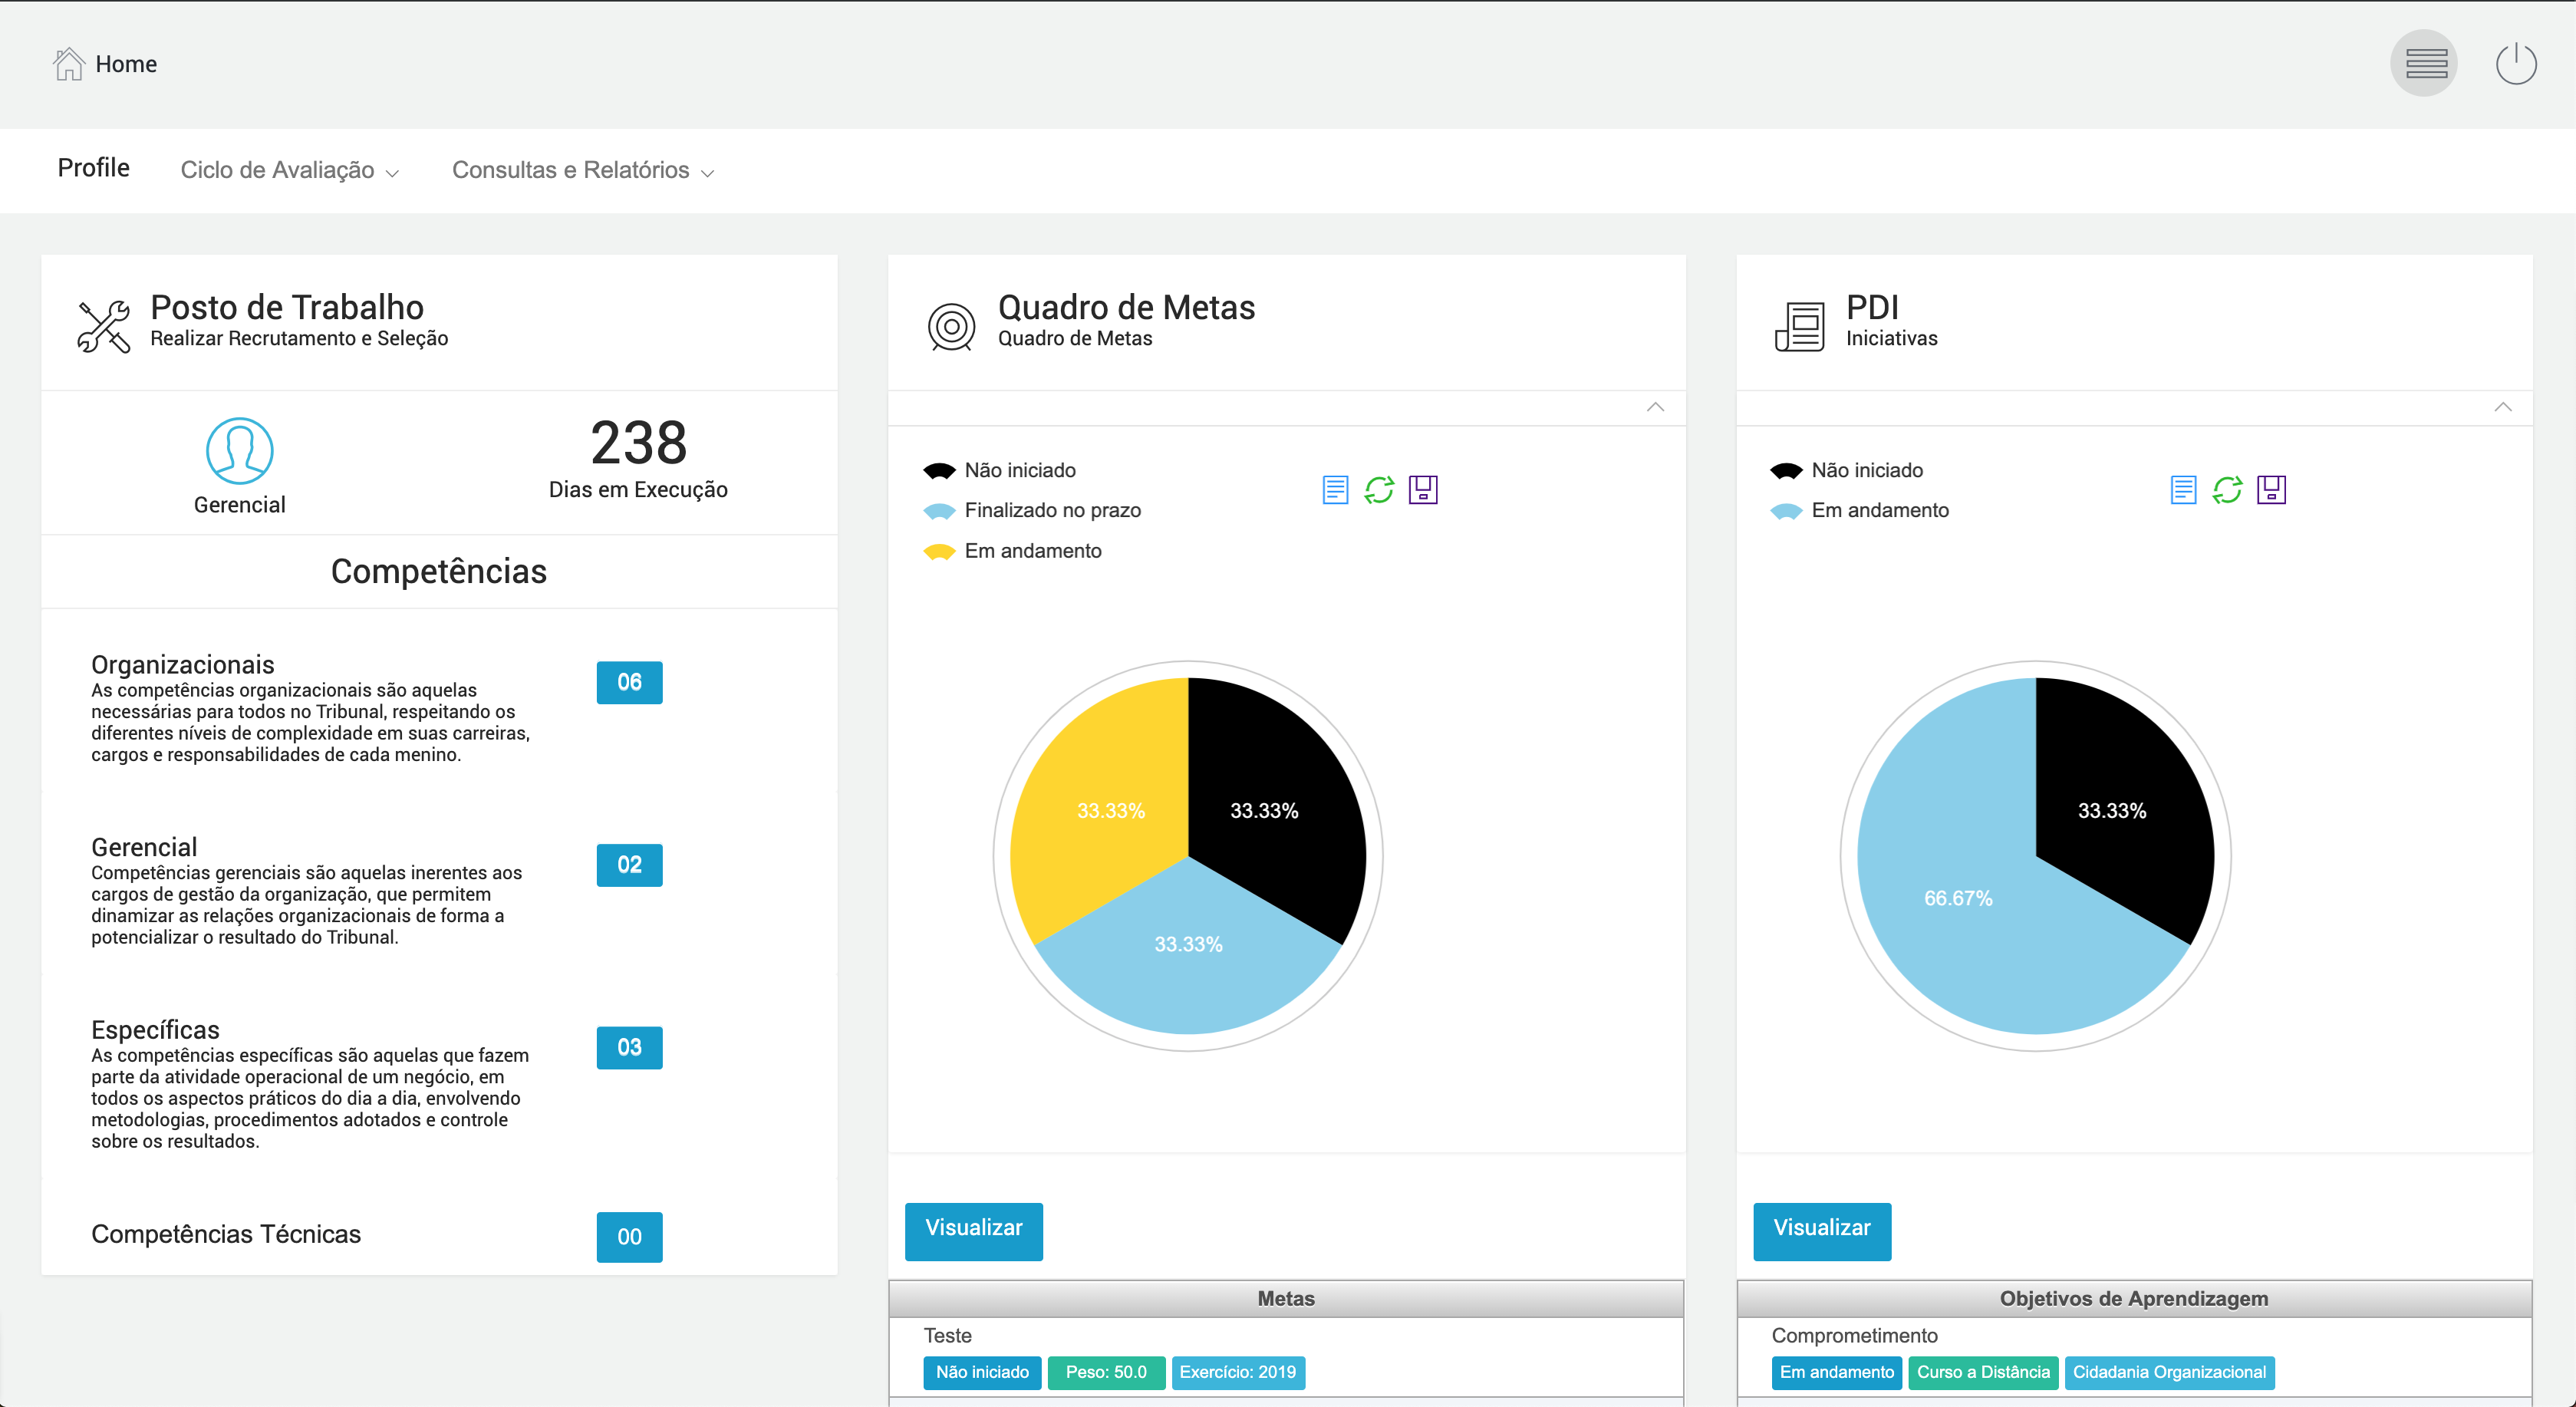 Home
Profile
Ciclo de Avaliação
Consultas e Relatórios
Posto de Trabalho
Realizar Recrutamento e Seleção
Gerencial
238
Dias em Execução
Competências
Organizacionais
As competências organizacionais são aquelas
necessárias para todos no Tribunal, respeitando os
diferentes níveis de complexidade em suas carreiras,
cargos e responsabilidades de cada menino.
06
Gerencial
Competências gerenciais são aquelas inerentes aos
cargos de gestão da organização, que permitem
dinamizar as relações organizacionais de forma a
potencializar o resultado do Tribunal.
02
Específicas
As competências específicas são aquelas que fazem
parte da atividade operacional de um negócio, em
todos os aspectos práticos do dia a dia, envolvendo
metodologias, procedimentos adotados e controle
sobre os resultados.
03
Competências Técnicas
00
Quadro de Metas
Quadro de Metas
Não iniciado
Finalizado no prazo
Em andamento
33.33%
33.33%
33.33%
Visualizar
Metas
Teste
Não iniciado
Peso: 50.0
Exercício: 2019
PDI
Iniciativas
Não iniciado
Em andamento
33.33%
66.67%
Visualizar
Objetivos de Aprendizagem
Comprometimento
Em andamento
Curso a Distância
Cidadania Organizacional